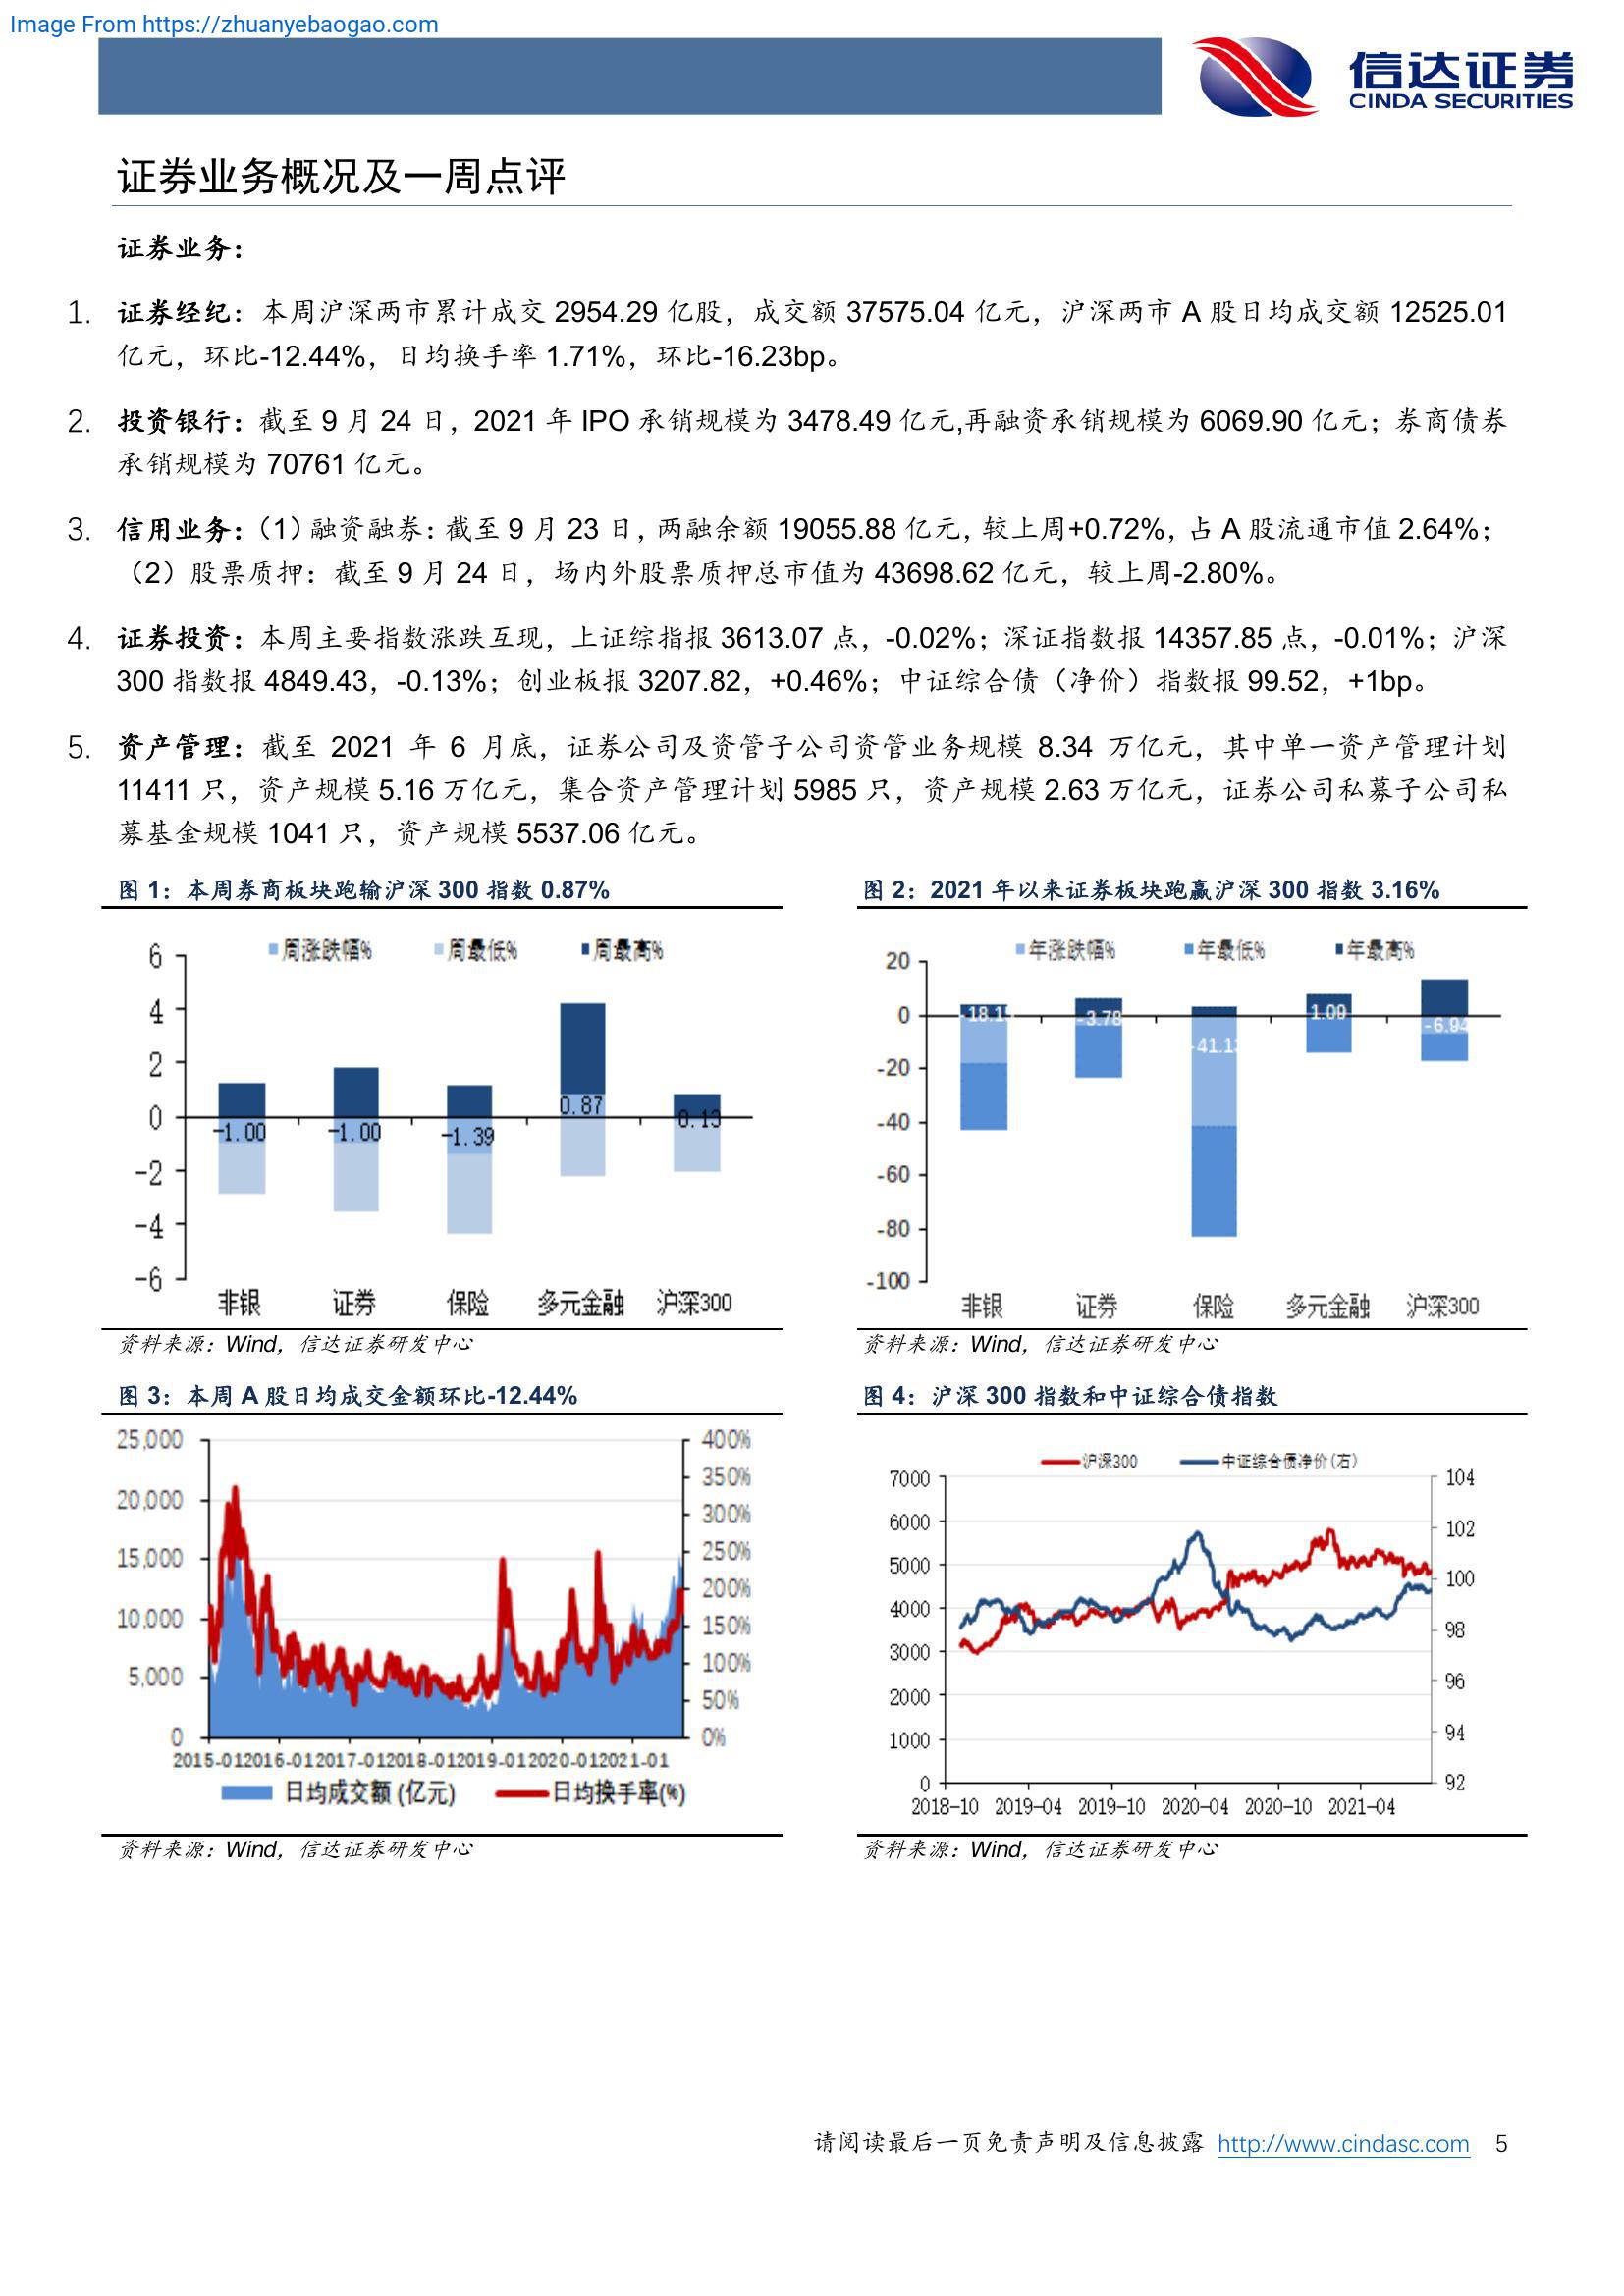 Image From https://zhuanyebaogao.com
信达证券
CINDA SECURITIES
证券业务概况及一周点评
证券业务：
1. 证券经纪：本周沪深两市累计成交 2954.29 亿股，成交额 37575.04 亿元，沪深两市 A 股日均成交额 12525.01
亿元，环比-12.44%，日均换手率 1.71%，环比-16.23bp。
2. 投资银行：截至 9 月 24 日，2021 年 IPO 承销规模为 3478.49 亿元,再融资承销规模为 6069.90 亿元；券商债券
承销规模为 70761 亿元。
3. 信用业务：（1）融资融券：截至 9 月 23 日，两融余额 19055.88 亿元，较上周+0.72%，占 A 股流通市值 2.64%；
（2）股票质押：截至 9 月 24 日，场内外股票质押总市值为 43698.62 亿元，较上周-2.80%。
4. 证券投资：本周主要指数涨跌互现，上证综指报 3613.07 点，-0.02%；深证指数报 14357.85 点，-0.01%；沪深
300 指数报 4849.43，-0.13%；创业板报 3207.82，+0.46%；中证综合债（净价）指数报 99.52，+1bp。
5. 资产管理：截至 2021 年 6 月底，证券公司及资管子公司资管业务规模 8.34 万亿元，其中单一资产管理计划
11411 只，资产规模 5.16 万亿元，集合资产管理计划 5985 只，资产规模 2.63 万亿元，证券公司私募子公司私
募基金规模 1041 只，资产规模 5537.06 亿元。
图 1：本周券商板块跑输沪深 300 指数 0.87%
周涨跌幅% 周最低% 周最高%
6
4
2
0
-2
-4
-6
-1.00 -1.00 -1.39 0.87 0.13
非银 证券 保险 多元金融 沪深300
资料来源：Wind，信达证券研发中心
图 2：2021 年以来证券板块跑赢沪深 300 指数 3.16%
年涨跌幅% 年最低% 年最高%
20
0
-20
-40
-60
-80
-100
-3.78 1.09 -6.94
非银 证券 保险 多元金融 沪深300
资料来源：Wind，信达证券研发中心
图 3：本周 A 股日均成交金额环比-12.44%
25,000
20,000
15,000
10,000
5,000
0
400%
350%
300%
250%
200%
150%
100%
50%
0%
2015-01 2016-01 2017-01 2018-01 2019-01 2020-01 2021-01
日均成交额 (亿元) 日均换手率(%)
资料来源：Wind，信达证券研发中心
图 4：沪深 300 指数和中证综合债指数
沪深300 中证综合债净价(右)
7000
6000
5000
4000
3000
2000
1000
0
104
102
100
98
96
94
92
2018-10 2019-04 2019-10 2020-04 2020-10 2021-04
资料来源：Wind，信达证券研发中心
请阅读最后一页免责声明及信息披露 http://www.cindasc.com 5